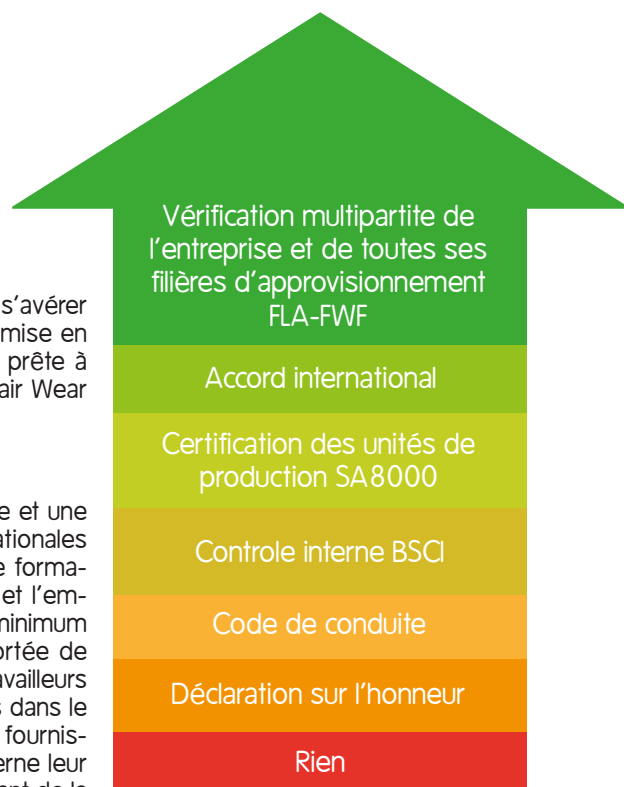 s'avérer
mise en
prête à
air Wear
e et une
ationales
e forma-
et l'em-
minimum
ortée de
availleurs
s dans le
fournis-
erne leur
Vérification multipartite de
l'entreprise et de toutes ses
filières d'approvisionnement
FLA-FWF
Accord international
Certification des unités de
production SA8000
Controle interne BSCI
Code de conduite
Déclaration sur l'honneur
Rien